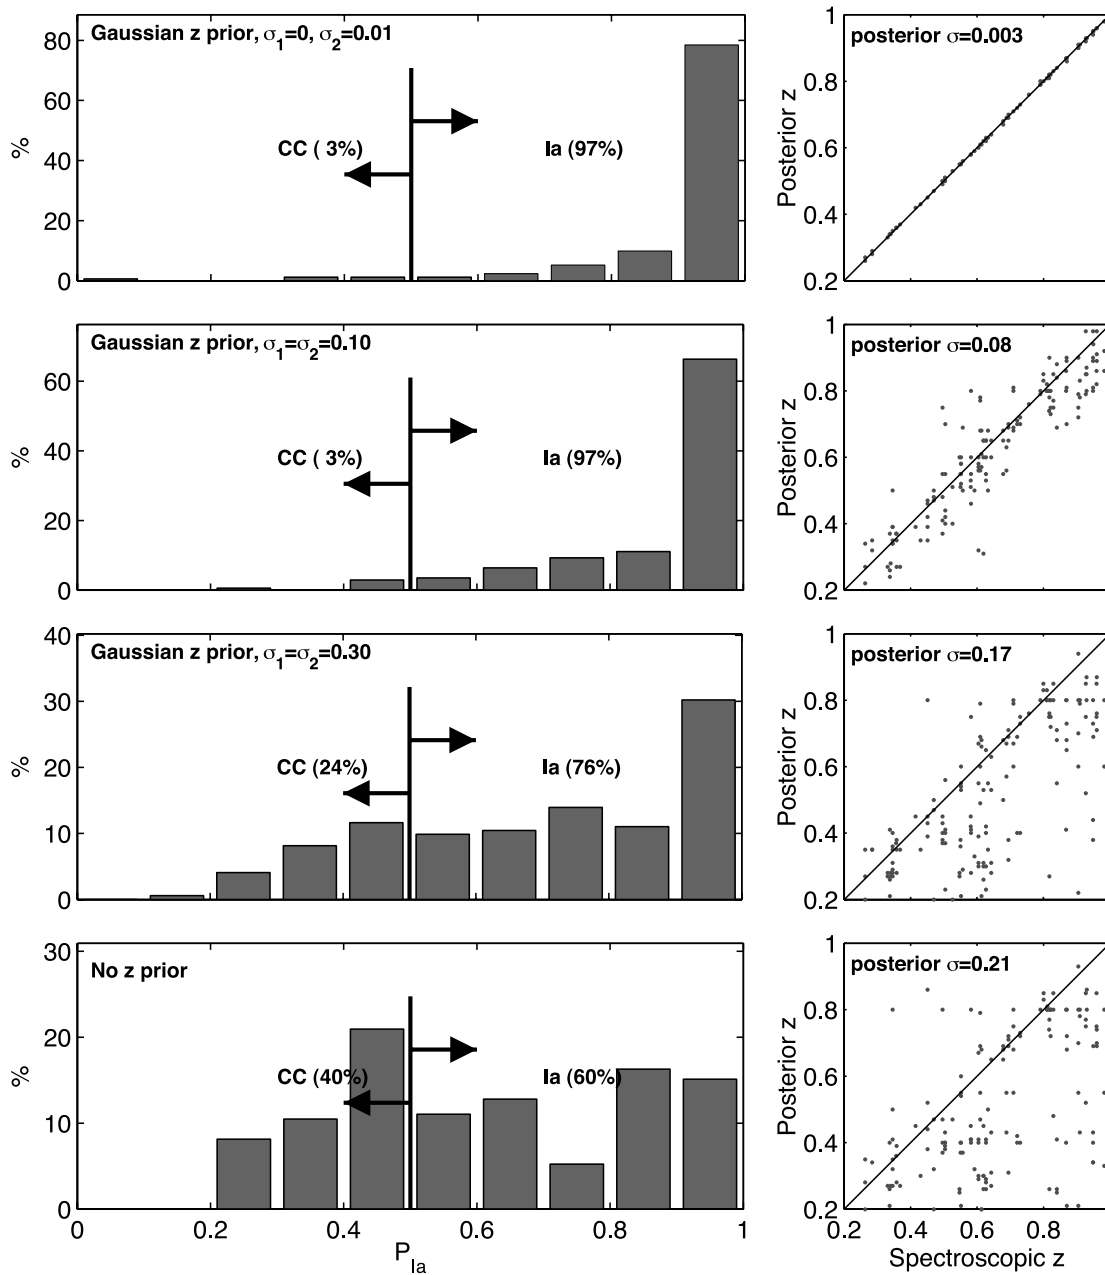 Gaussian z prior, σ₁=0, σ₂=0.01
80
60
40
20
0
%
CC ( 3%)
Ia (97%)
posterior σ=0.003
1
0.8
0.6
0.4
0.2
Posterior z
Gaussian z prior, σ₁=σ₂=0.10
60
40
20
0
%
CC ( 3%)
Ia (97%)
posterior σ=0.08
1
0.8
0.6
0.4
0.2
Posterior z
Gaussian z prior, σ₁=σ₂=0.30
40
30
20
10
0
%
CC (24%)
Ia (76%)
posterior σ=0.17
1
0.8
0.6
0.4
0.2
Posterior z
No z prior
30
20
10
0
%
CC (40%)
Ia (60%)
0 0.2 0.4 0.6 0.8 1
P_Ia
posterior σ=0.21
1
0.8
0.6
0.4
0.2
Posterior z
0.2 0.4 0.6 0.8 1
Spectroscopic z